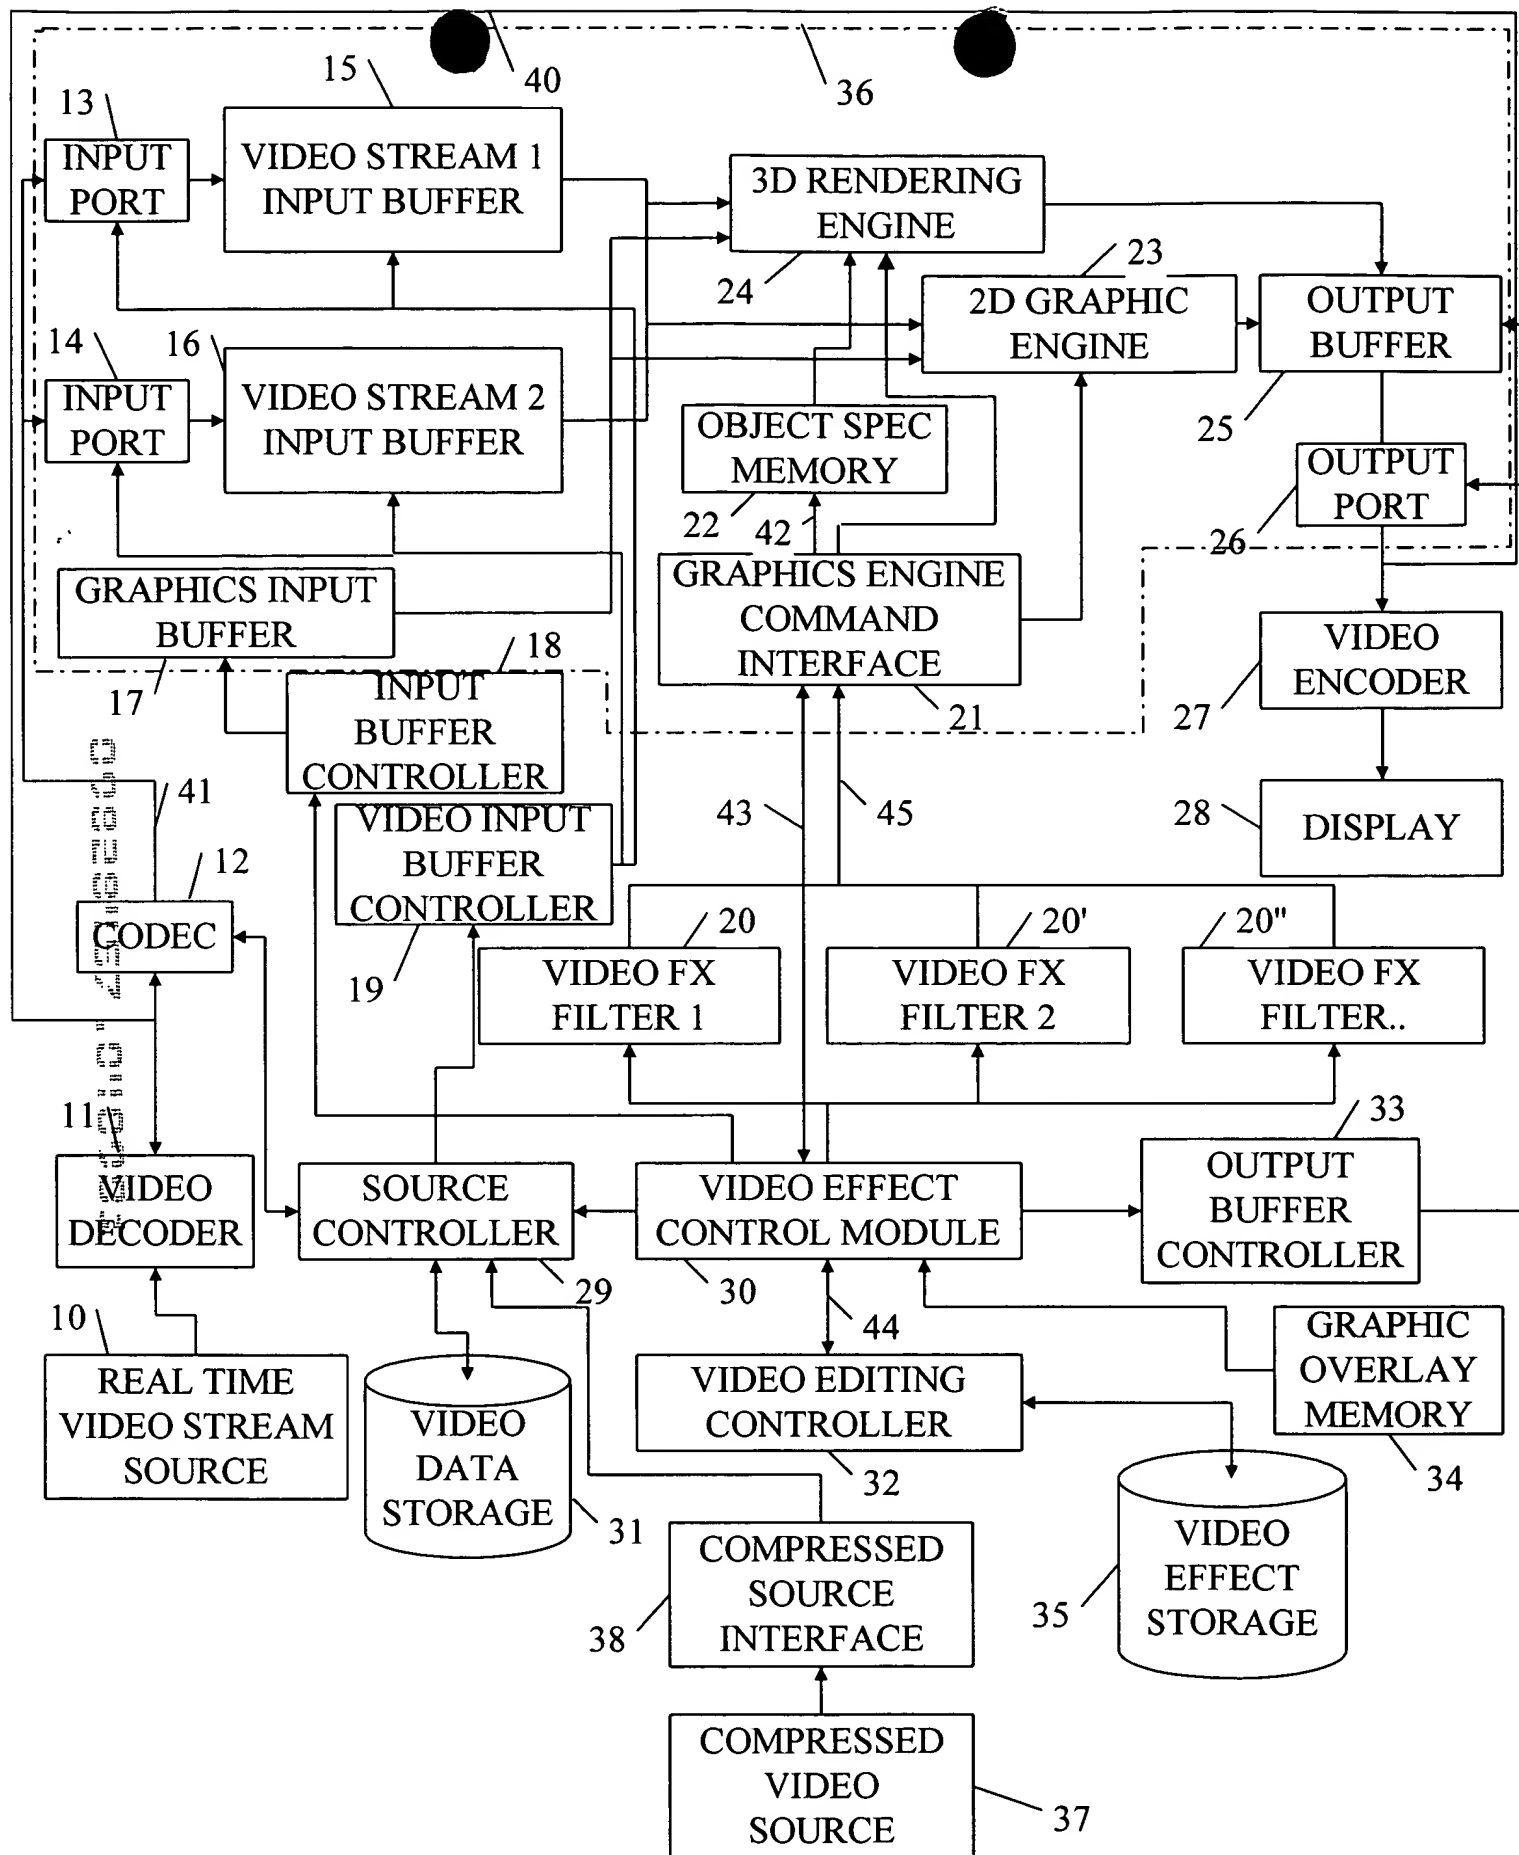 40
36
15
13
INPUT
PORT
VIDEO STREAM 1
INPUT BUFFER
3D RENDERING
ENGINE
24
23
2D GRAPHIC
ENGINE
OUTPUT
BUFFER
25
14
16
INPUT
PORT
VIDEO STREAM 2
INPUT BUFFER
OBJECT SPEC
MEMORY
22
42
OUTPUT
PORT
26
GRAPHICS INPUT
BUFFER
17
18
GRAPHICS ENGINE
COMMAND
INTERFACE
21
VIDEO
ENCODER
27
INPUT
BUFFER
CONTROLLER
41
43
45
28
DISPLAY
VIDEO INPUT
BUFFER
CONTROLLER
19
12
CODEC
20
20'
20"
VIDEO FX
FILTER 1
VIDEO FX
FILTER 2
VIDEO FX
FILTER..
11
VIDEO
DECODER
SOURCE
CONTROLLER
29
VIDEO EFFECT
CONTROL MODULE
30
33
OUTPUT
BUFFER
CONTROLLER
10
REAL TIME
VIDEO STREAM
SOURCE
VIDEO
DATA
STORAGE
31
44
VIDEO EDITING
CONTROLLER
32
GRAPHIC
OVERLAY
MEMORY
34
VIDEO
EFFECT
STORAGE
35
COMPRESSED
SOURCE
INTERFACE
38
COMPRESSED
VIDEO
SOURCE
37